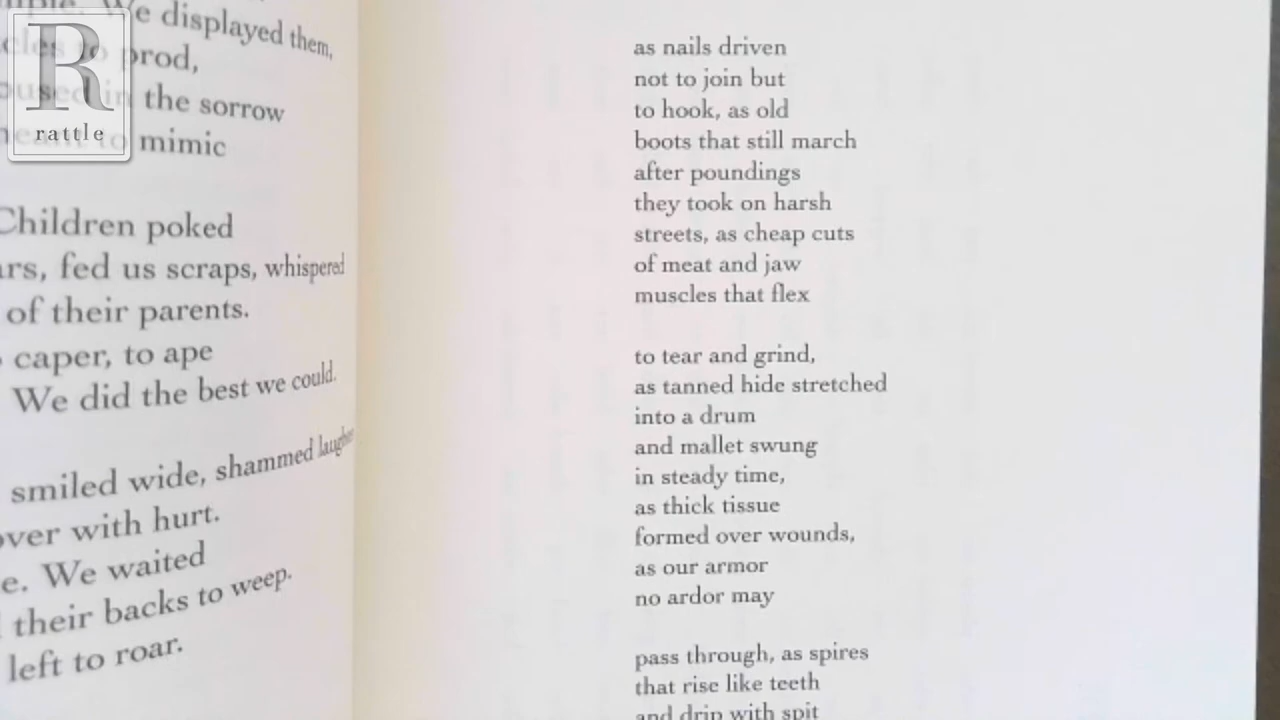 R
rattle
We displayed them,
to prod,
in the sorrow
to mimic
Children poked
fed us scraps, whispered
of their parents.
caper, to ape
We did the best we could.
smiled wide, shammed
with hurt.
We waited
their backs to weep.
left to roar.
as nails driven
not to join but
to hook, as old
boots that still march
after poundings
they took on harsh
streets, as cheap cuts
of meat and jaw
muscles that flex
to tear and grind,
as tanned hide stretched
into a drum
and mallet swung
in steady time,
as thick tissue
formed over wounds,
as our armor
no ardor may
pass through, as spires
that rise like teeth
and drip with spit